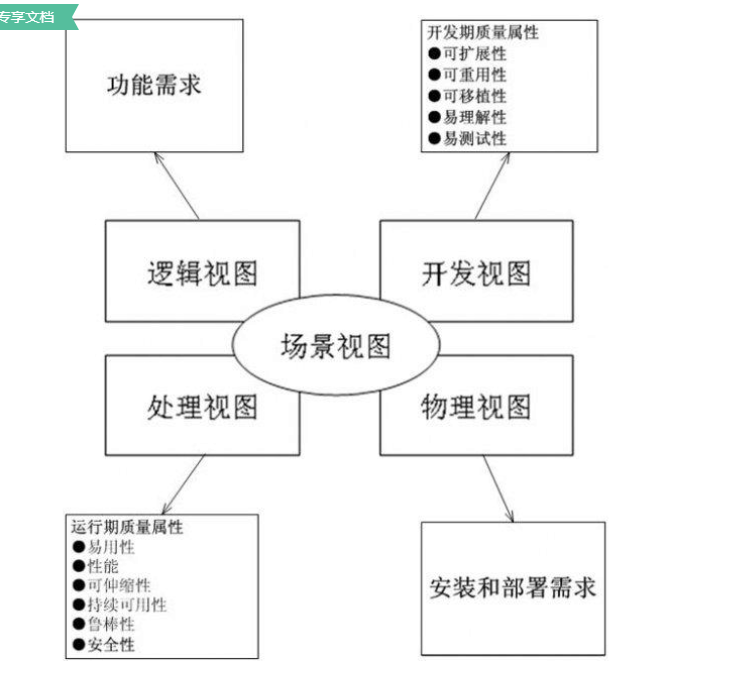 专享文档
功能需求
开发期质量属性
●可扩展性
●可重用性
●可移植性
●易理解性
●易测试性
逻辑视图
开发视图
场景视图
处理视图
物理视图
运行期质量属性
●易用性
●性能
●可伸缩性
●持续可用性
●鲁棒性
●安全性
安装和部署需求